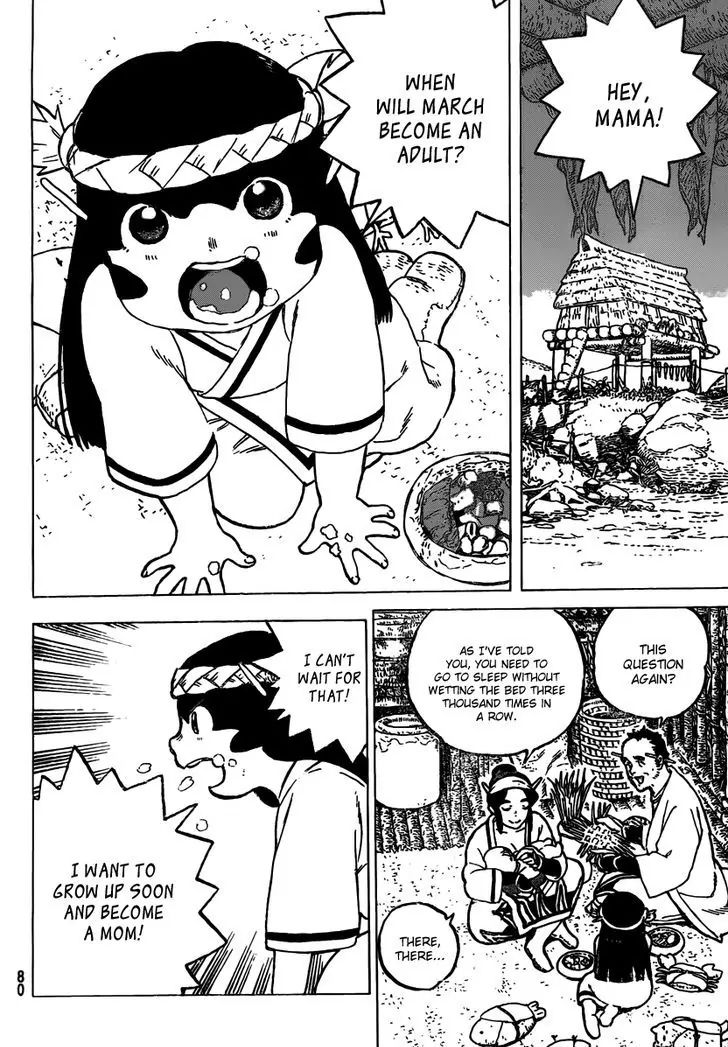 HEY,
MAMA!
WHEN
WILL MARCH
BECOME AN
ADULT?
THIS
QUESTION
AGAIN?
AS I'VE TOLD
YOU, YOU NEED
TO GO TO SLEEP WITHOUT
WETTING THE BED THREE
THOUSAND TIMES IN
A ROW.
THERE,
THERE...
I CAN'T
WAIT FOR
THAT!
I WANT TO
GROW UP SOON
AND BECOME
A MOM!
80